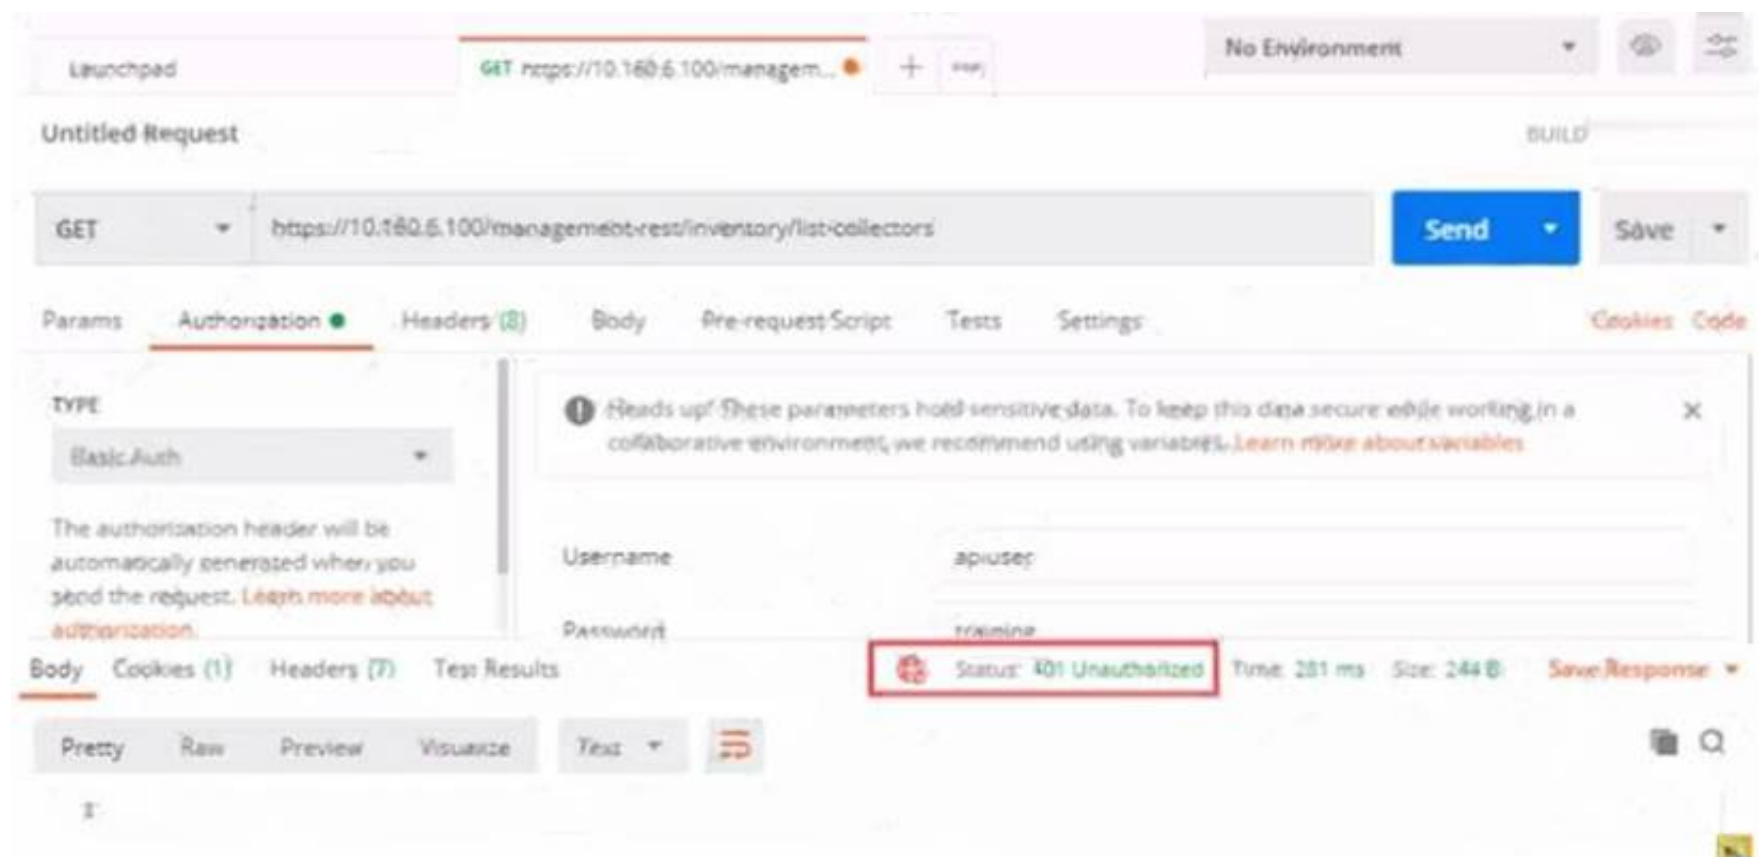 No Environment
Launchpad
GET https://10.160.6.100/managem...
Untitled Request
BUILD
GET https://10.160.6.100/management-rest/inventory/list-collectors Send Save
Params Authorization Headers (8) Body Pre-request Script Tests Settings Cookies Code
TYPE
Basic Auth
The authorization header will be
automatically generated when you
send the request. Learn more about
authorization.
Heads up! These parameters hold sensitive data. To keep this data secure while working in a
collaborative environment, we recommend using variables. Learn more about variables
Username apiuser
Password training
Body Cookies (1) Headers (7) Test Results Status: 401 Unauthorized Time: 281 ms Size: 244 B Save Response
Pretty Raw Preview Visualize Text
1